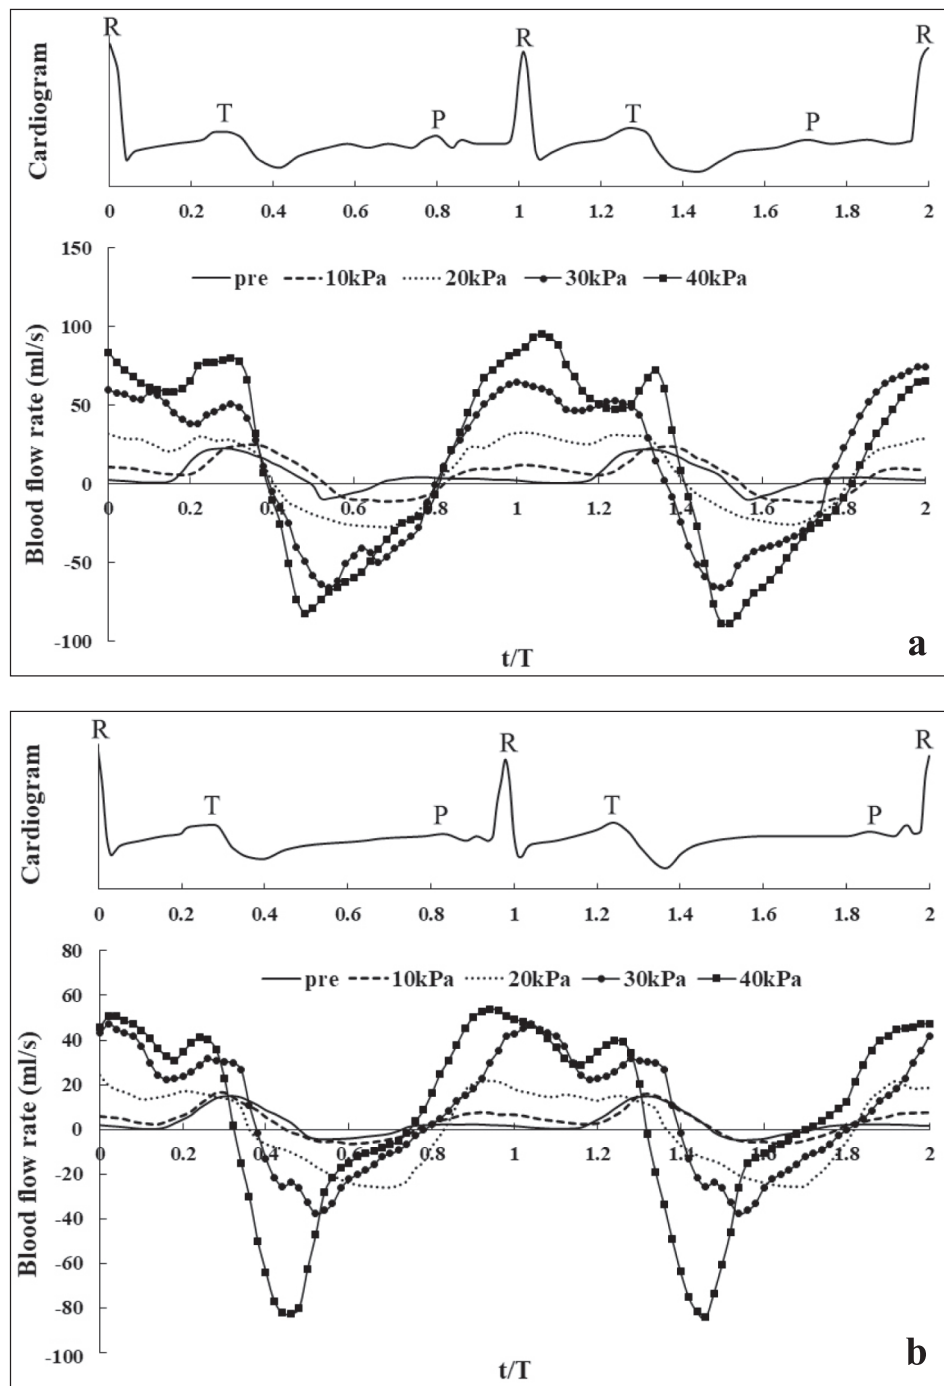 R
R
R
T
P
T
P
Cardiogram
0 0.2 0.4 0.6 0.8 1 1.2 1.4 1.6 1.8 2
150
pre 10kPa 20kPa 30kPa 40kPa
100
50
0
0 0.2 0.4 0.6 0.8 1 1.2 1.4 1.6 1.8 2
-50
-100
Blood flow rate (ml/s)
t/T
a
R
R
R
T
P
T
P
Cardiogram
0 0.2 0.4 0.6 0.8 1 1.2 1.4 1.6 1.8 2
80
pre 10kPa 20kPa 30kPa 40kPa
60
40
20
0
0 0.2 0.4 0.6 0.8 1 1.2 1.4 1.6 1.8 2
-20
-40
-60
-80
-100
Blood flow rate (ml/s)
t/T
b